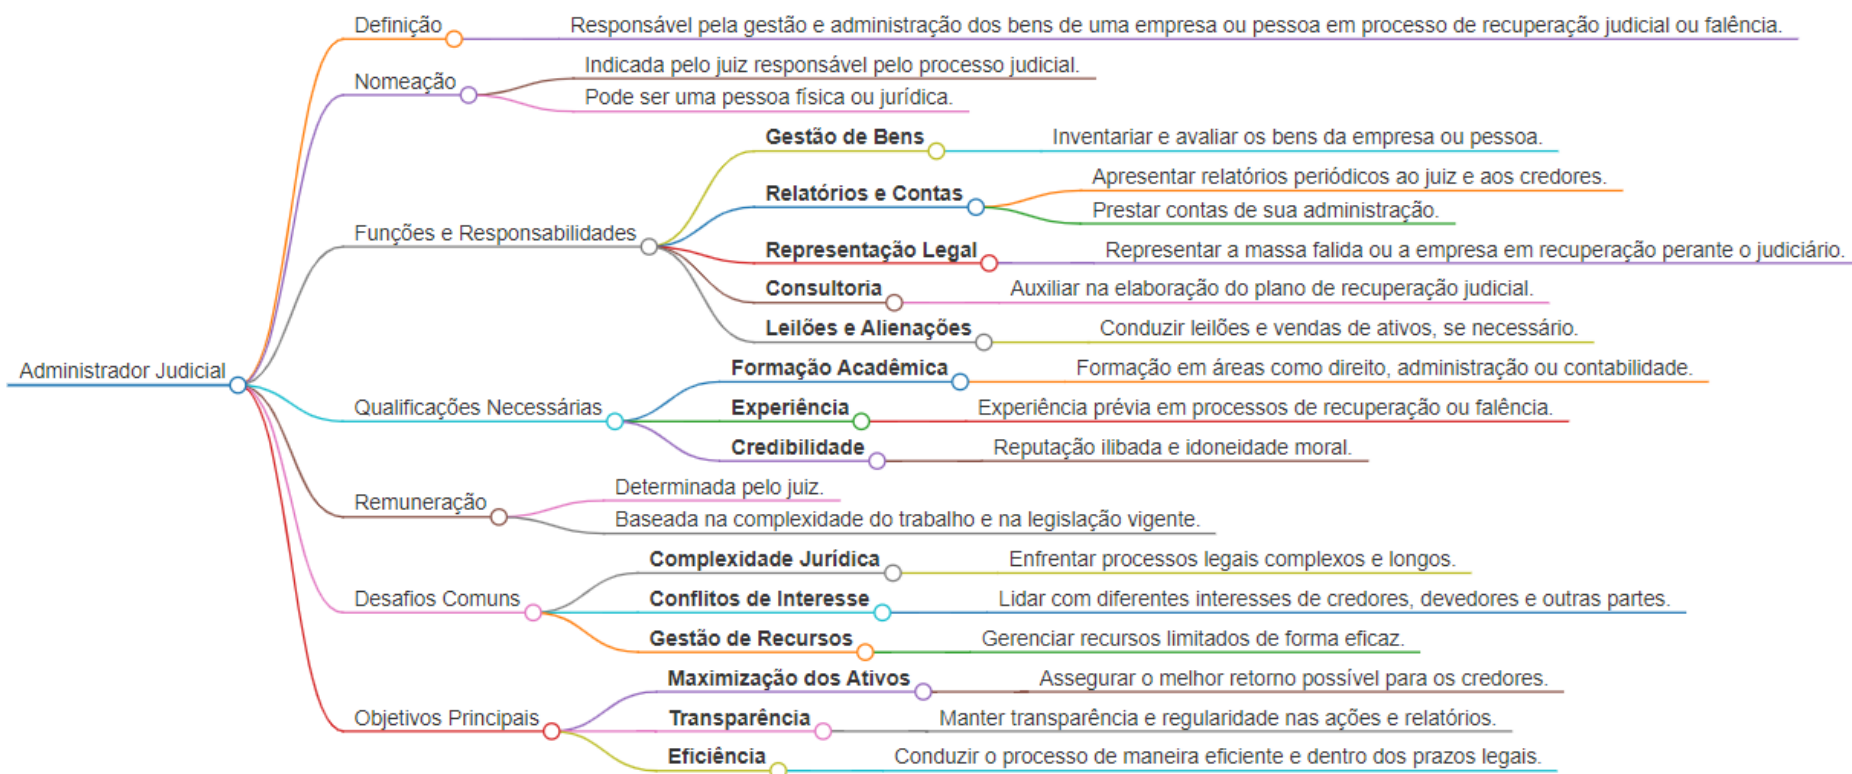 Administrador Judicial
Definição
Responsável pela gestão e administração dos bens de uma empresa ou pessoa em processo de recuperação judicial ou falência.
Nomeação
Indicada pelo juiz responsável pelo processo judicial.
Pode ser uma pessoa física ou jurídica.
Funções e Responsabilidades
Gestão de Bens
Inventariar e avaliar os bens da empresa ou pessoa.
Relatórios e Contas
Apresentar relatórios periódicos ao juiz e aos credores.
Prestar contas de sua administração.
Representação Legal
Representar a massa falida ou a empresa em recuperação perante o judiciário.
Consultoria
Auxiliar na elaboração do plano de recuperação judicial.
Leilões e Alienações
Conduzir leilões e vendas de ativos, se necessário.
Qualificações Necessárias
Formação Acadêmica
Formação em áreas como direito, administração ou contabilidade.
Experiência
Experiência prévia em processos de recuperação ou falência.
Credibilidade
Reputação ilibada e idoneidade moral.
Remuneração
Determinada pelo juiz.
Baseada na complexidade do trabalho e na legislação vigente.
Desafios Comuns
Complexidade Jurídica
Enfrentar processos legais complexos e longos.
Conflitos de Interesse
Lidar com diferentes interesses de credores, devedores e outras partes.
Gestão de Recursos
Gerenciar recursos limitados de forma eficaz.
Objetivos Principais
Maximização dos Ativos
Assegurar o melhor retorno possível para os credores.
Transparência
Manter transparência e regularidade nas ações e relatórios.
Eficiência
Conduzir o processo de maneira eficiente e dentro dos prazos legais.